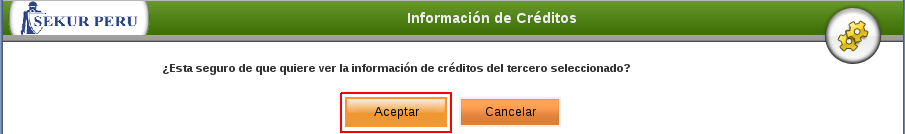 SEKUR PERU
Información de Créditos
¿Esta seguro de que quiere ver la información de créditos del tercero seleccionado?
Aceptar
Cancelar